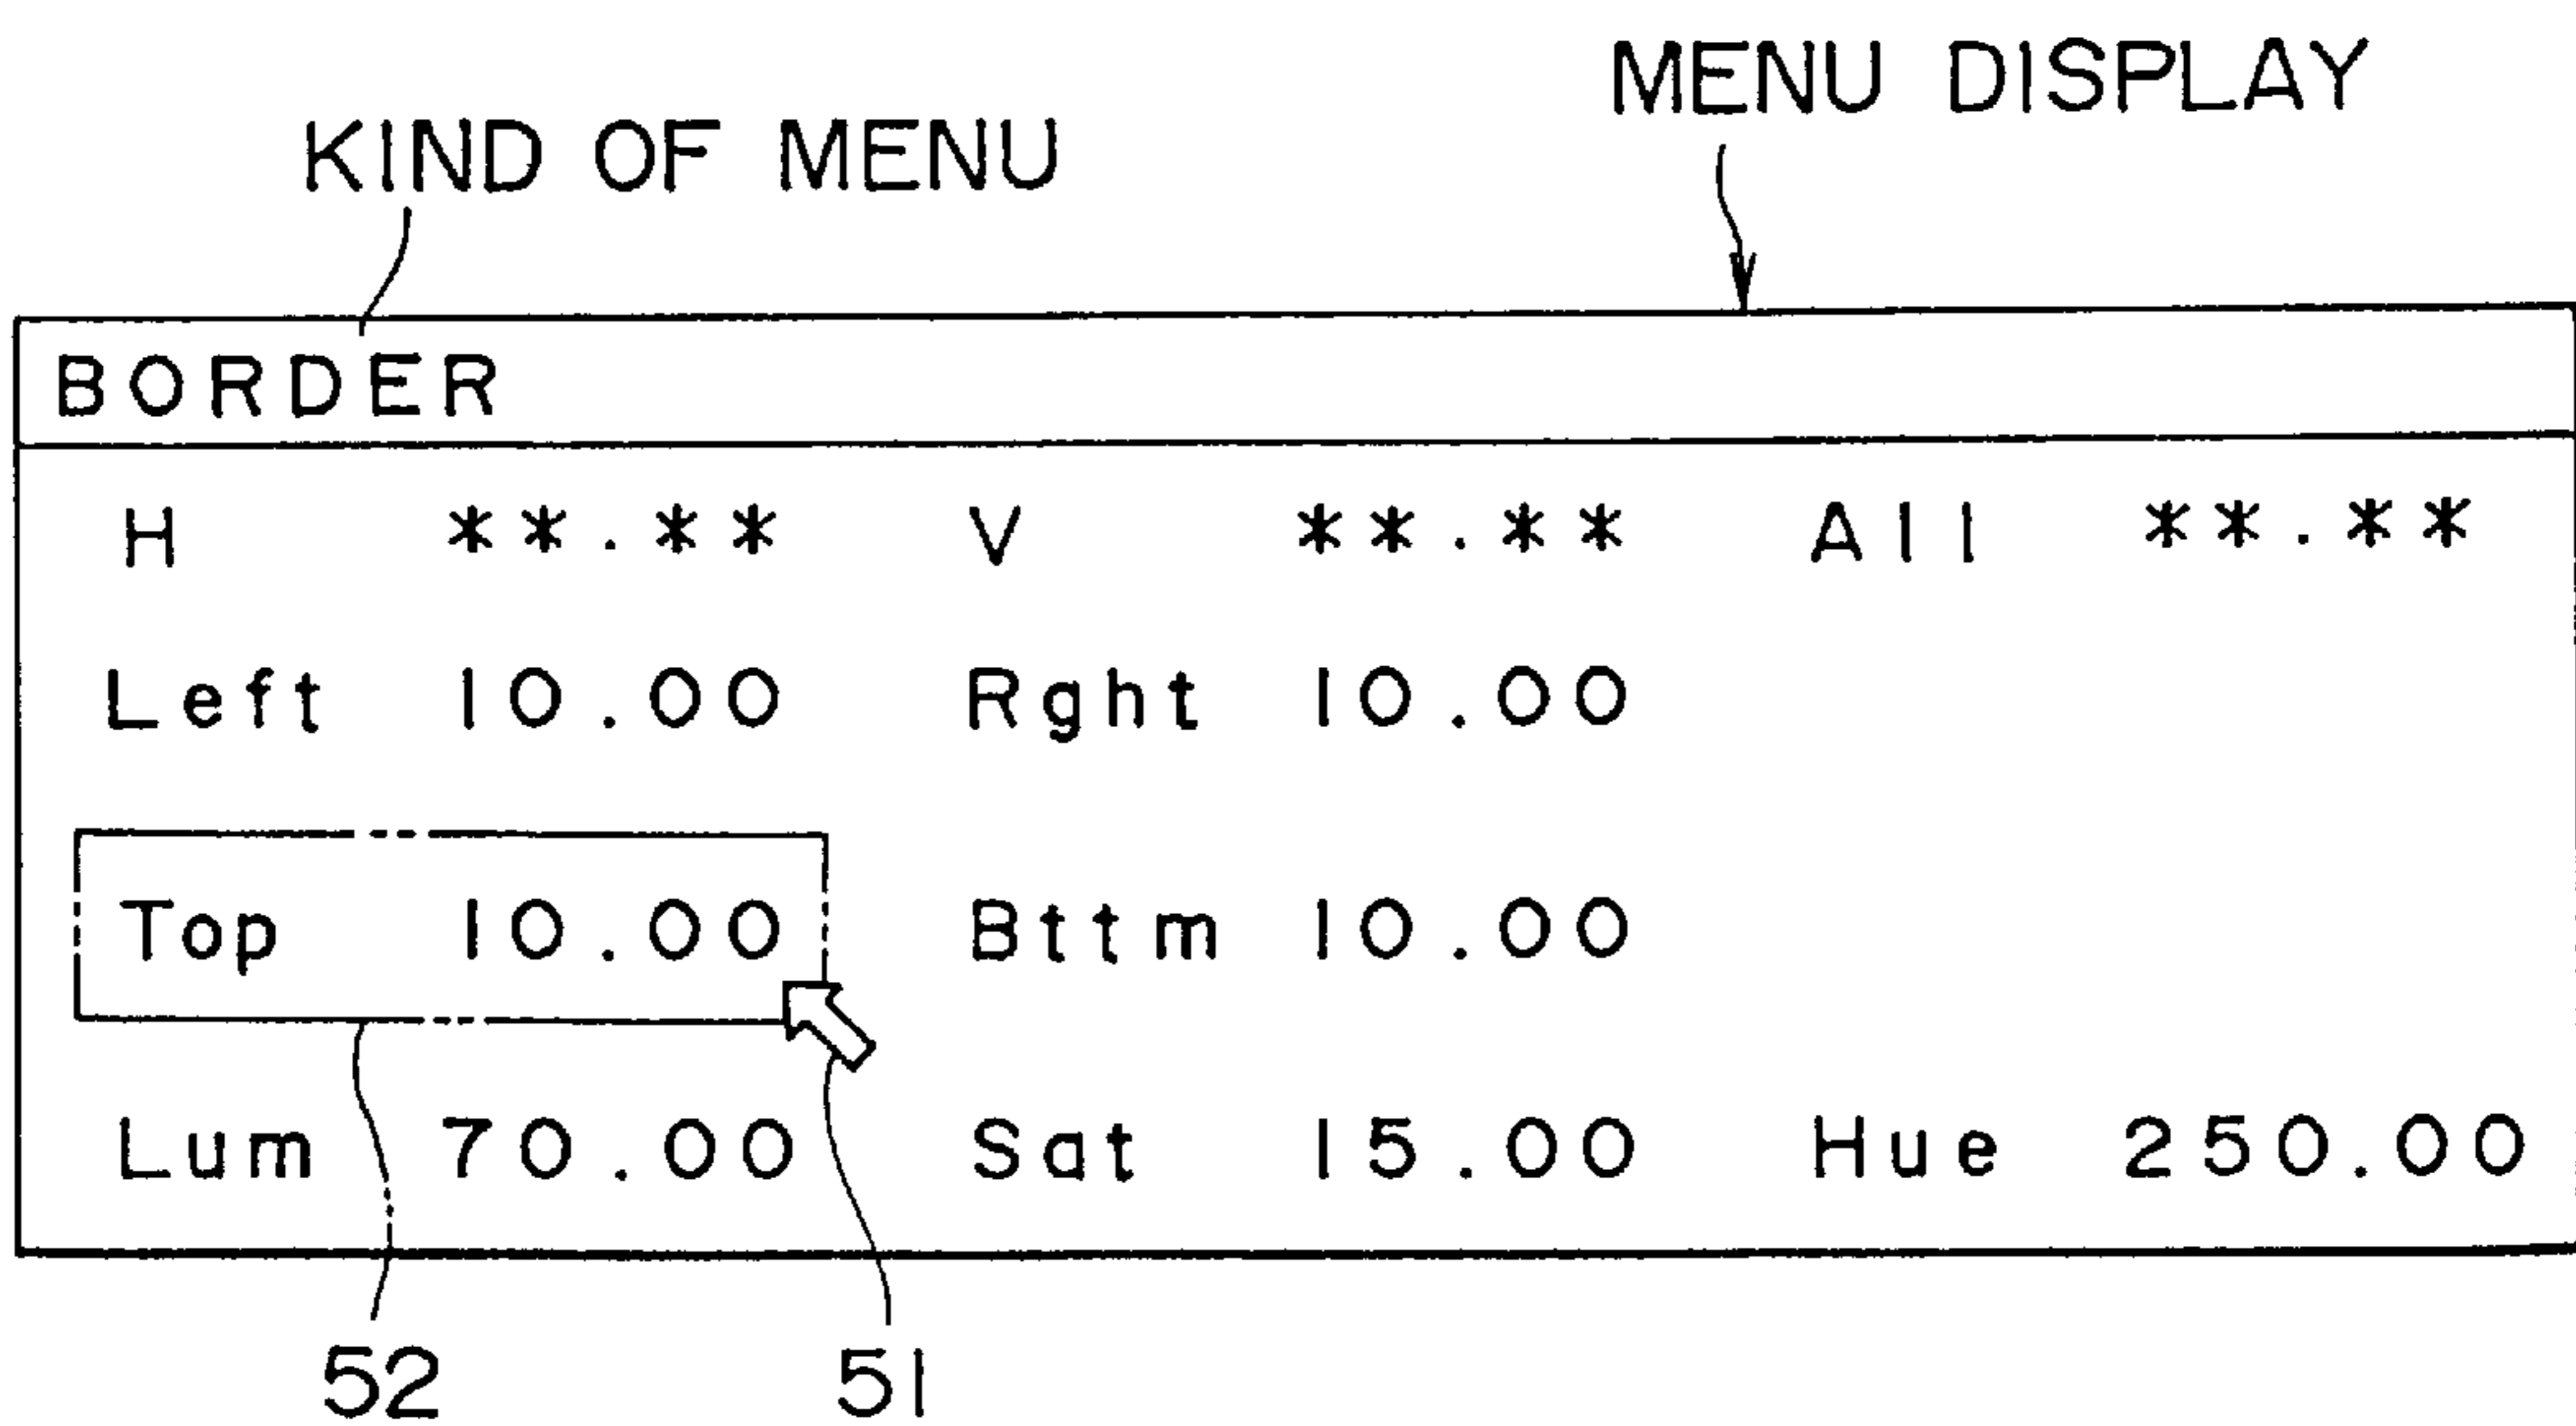 MENU DISPLAY
KIND OF MENU
BORDER
H **.** V **.** All **.**
Left 10.00 Rght 10.00
Top 10.00 Bttm 10.00
Lum 70.00 Sat 15.00 Hue 250.00
52 51